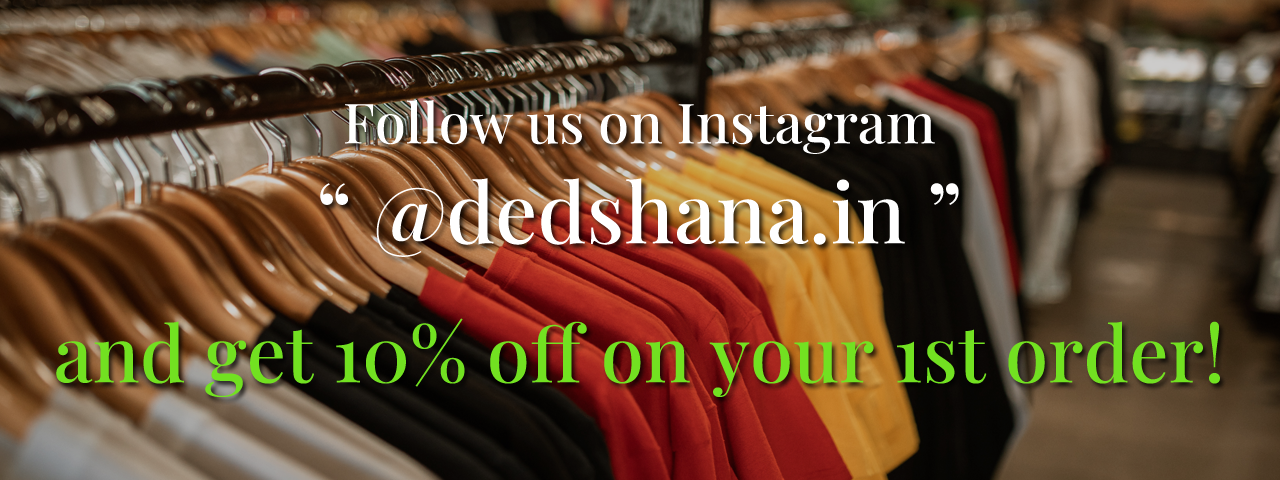 Follow us on Instagram
“ @dedshana.in ”
and get 10% off on your 1st order!